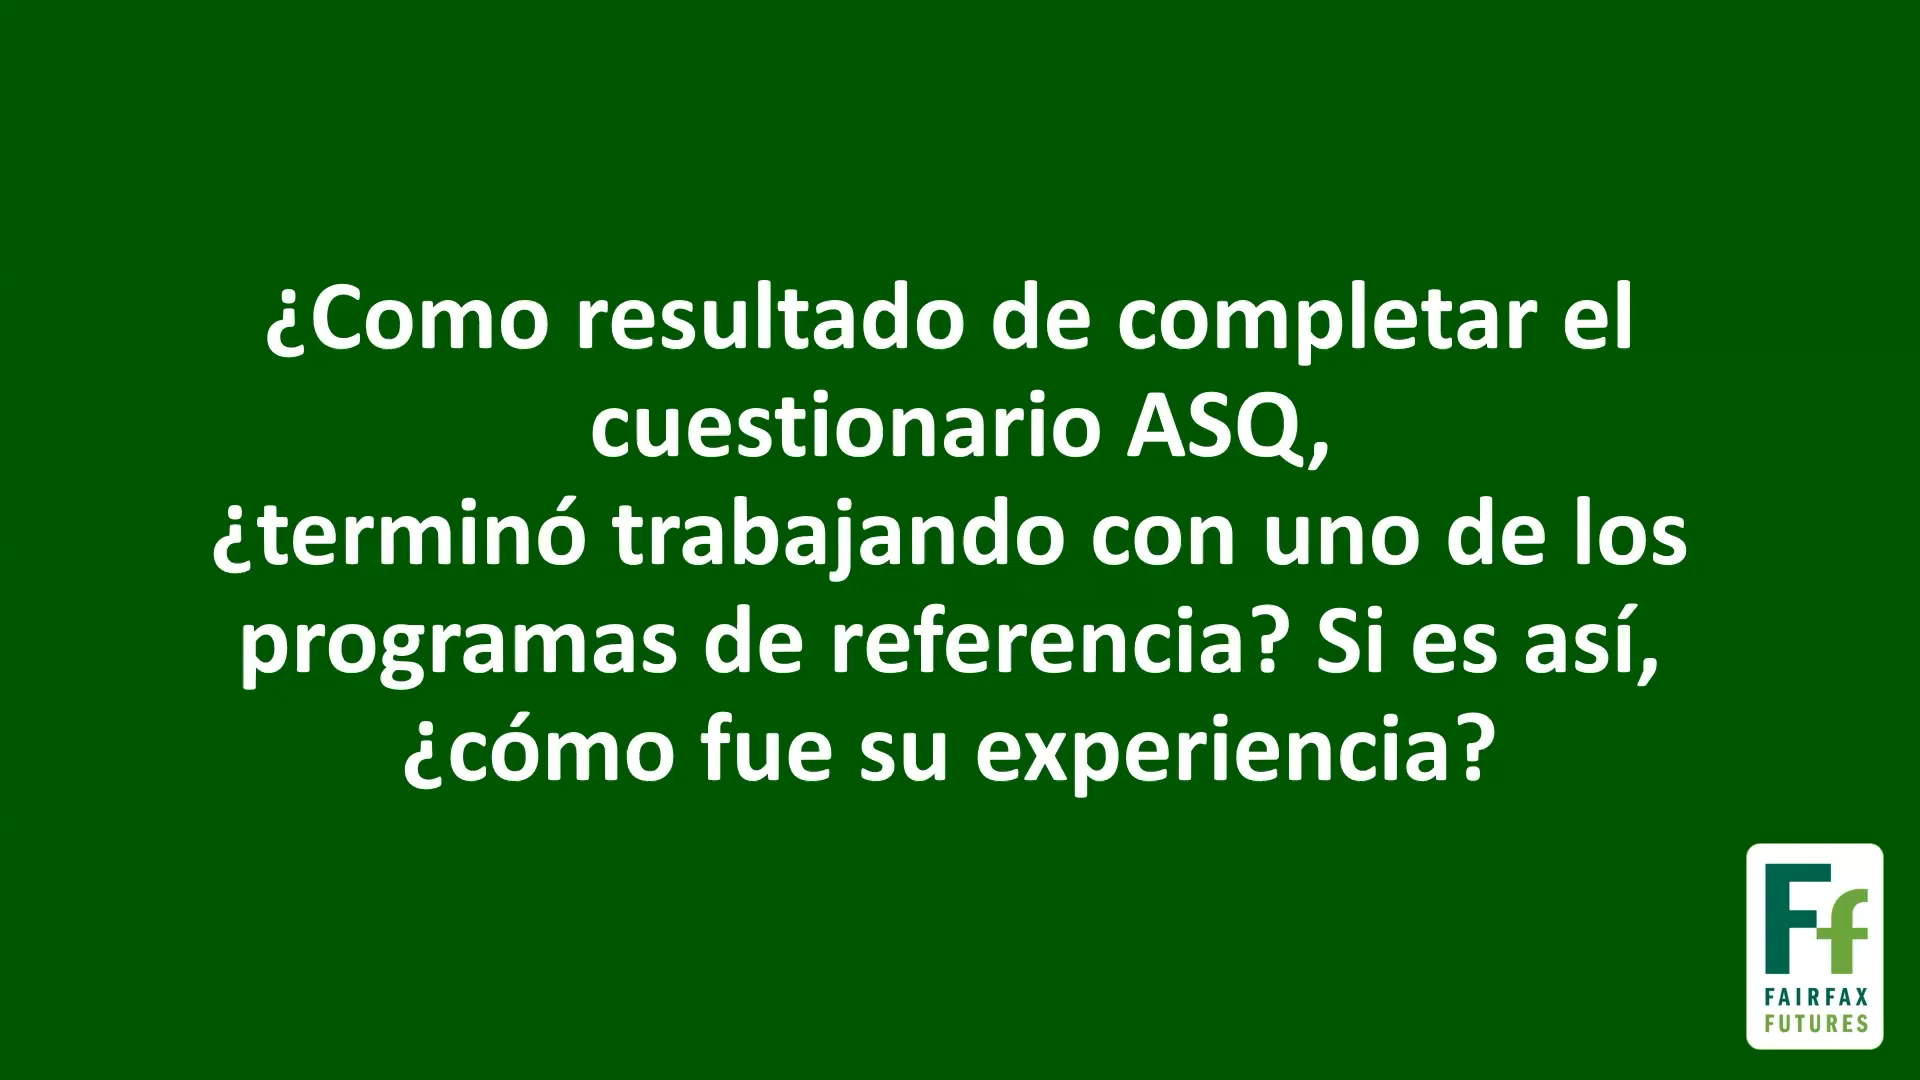 ¿Como resultado de completar el
cuestionario ASQ,
¿terminó trabajando con uno de los
programas de referencia? Si es así,
¿cómo fue su experiencia?
Ff
FAIRFAX
FUTURES